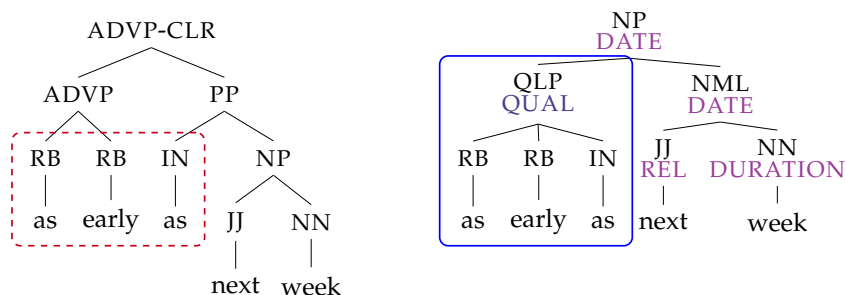 ADVP-CLR
ADVP PP
RB RB IN NP
as early as JJ NN
next week
NP
DATE
QLP NML
QUAL DATE
RB RB IN JJ NN
REL DURATION
as early as next week